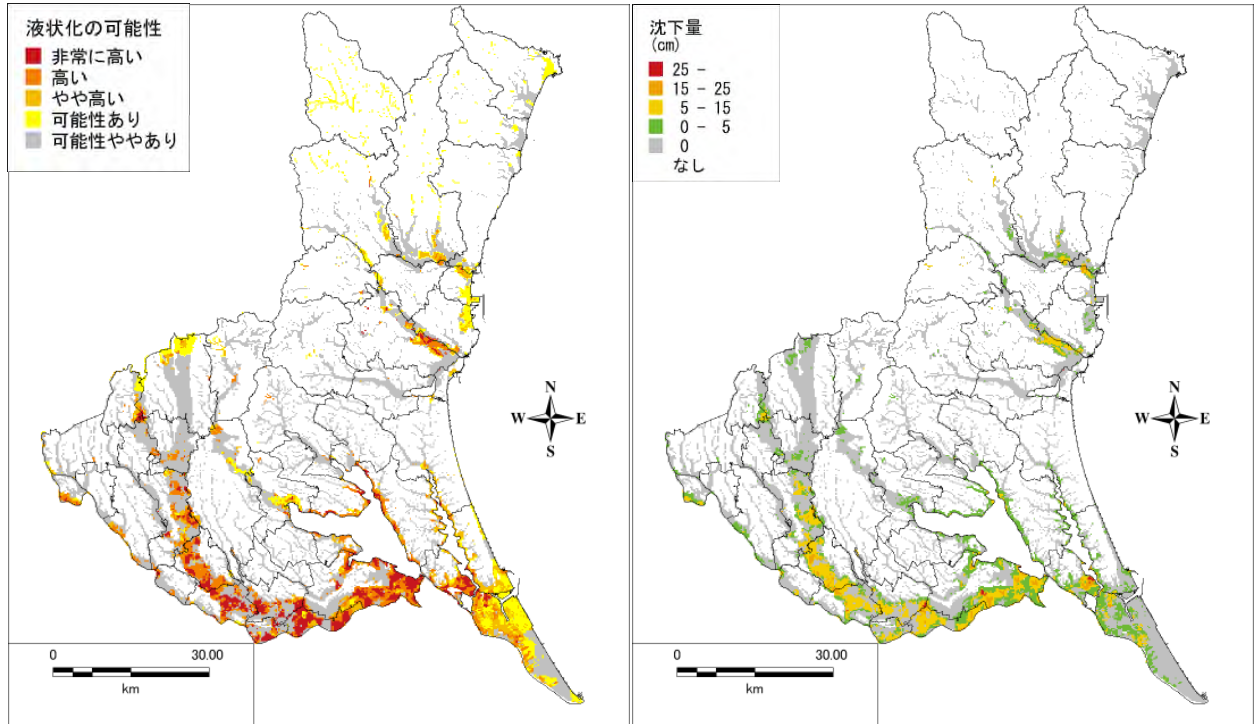 液状化の可能性
非常に高い
高い
やや高い
可能性あり
可能性ややあり
N
W E
S
0 30.00
km
沈下量
(cm)
25 -
15 - 25
5 - 15
0 - 5
0
なし
N
W E
S
0 30.00
km